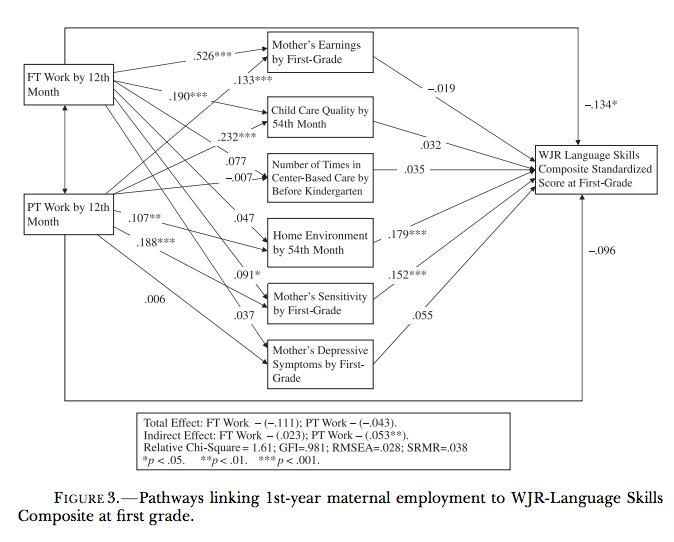 Mother's Earnings
by First-Grade
.526***
FT Work by 12th
Month
.133***
.190***
–.019
–.134*
Child Care Quality by
54th Month
.232***
.032
.077
Number of Times in
Center-Based Care by
Before Kindergarten
.035
WJR Language Skills
Composite Standardized
Score at First-Grade
–.007
PT Work by 12th
Month
.107**
.047
Home Environment
by 54th Month
.179***
–.096
.188***
.091*
.152***
Mother's Sensitivity
by First-Grade
.006
.037
.055
Mother's Depressive
Symptoms by First-
Grade
Total Effect: FT Work – (–.111); PT Work – (–.043).
Indirect Effect: FT Work – (.023); PT Work – (.053**).
Relative Chi-Square = 1.61; GFI=.981; RMSEA=.028; SRMR=.038
*p < .05. **p < .01. ***p < .001.
FIGURE 3.—Pathways linking 1st-year maternal employment to WJR-Language Skills
Composite at first grade.